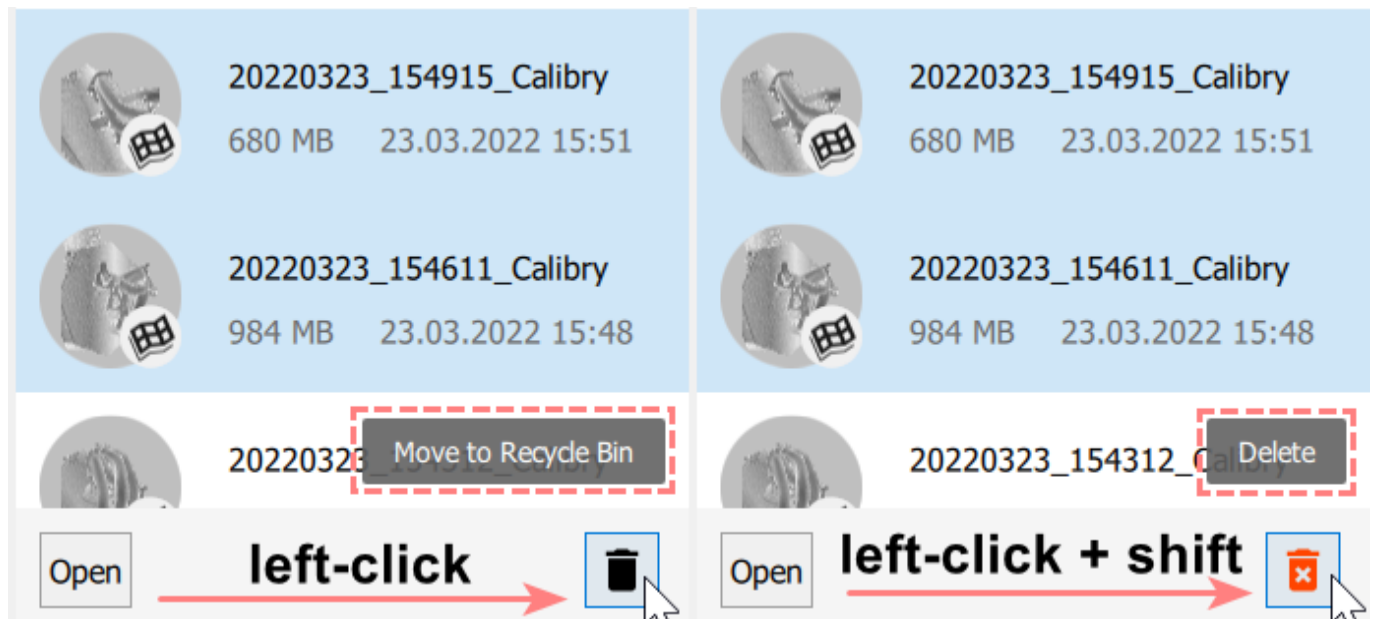 20220323_154915_Calibry
680 MB 23.03.2022 15:51
20220323_154611_Calibry
984 MB 23.03.2022 15:48
20220323_154312_
Move to Recycle Bin
Open
left-click
20220323_154915_Calibry
680 MB 23.03.2022 15:51
20220323_154611_Calibry
984 MB 23.03.2022 15:48
20220323_154312_
Delete
Open
left-click + shift